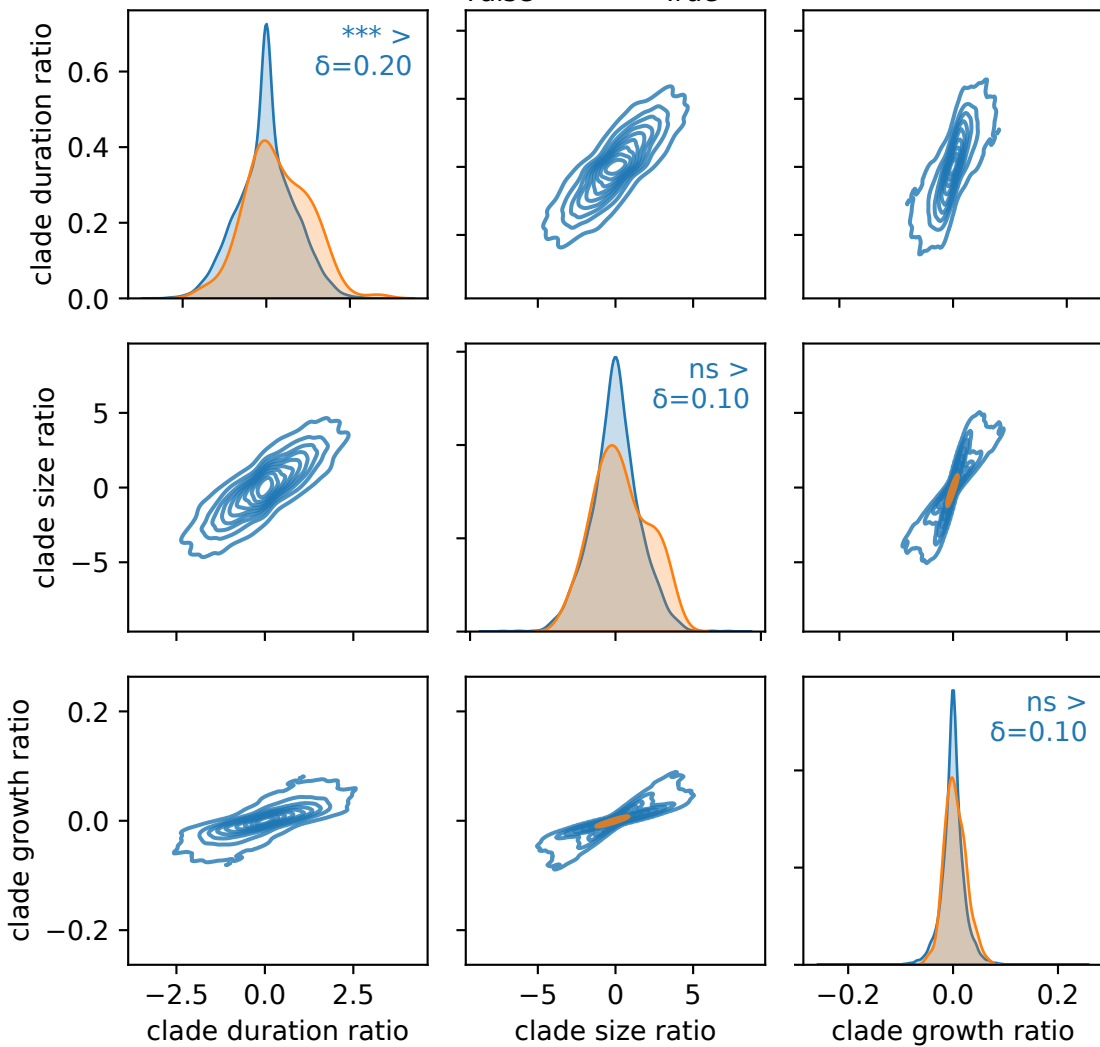 clade duration ratio
0.6
0.4
0.2
0.0
*** >
δ=0.20
clade size ratio
5
0
−5
ns >
δ=0.10
clade growth ratio
0.2
0.0
−0.2
ns >
δ=0.10
−2.5 0.0 2.5
−5 0 5
−0.2 0.0 0.2
clade duration ratio
clade size ratio
clade growth ratio